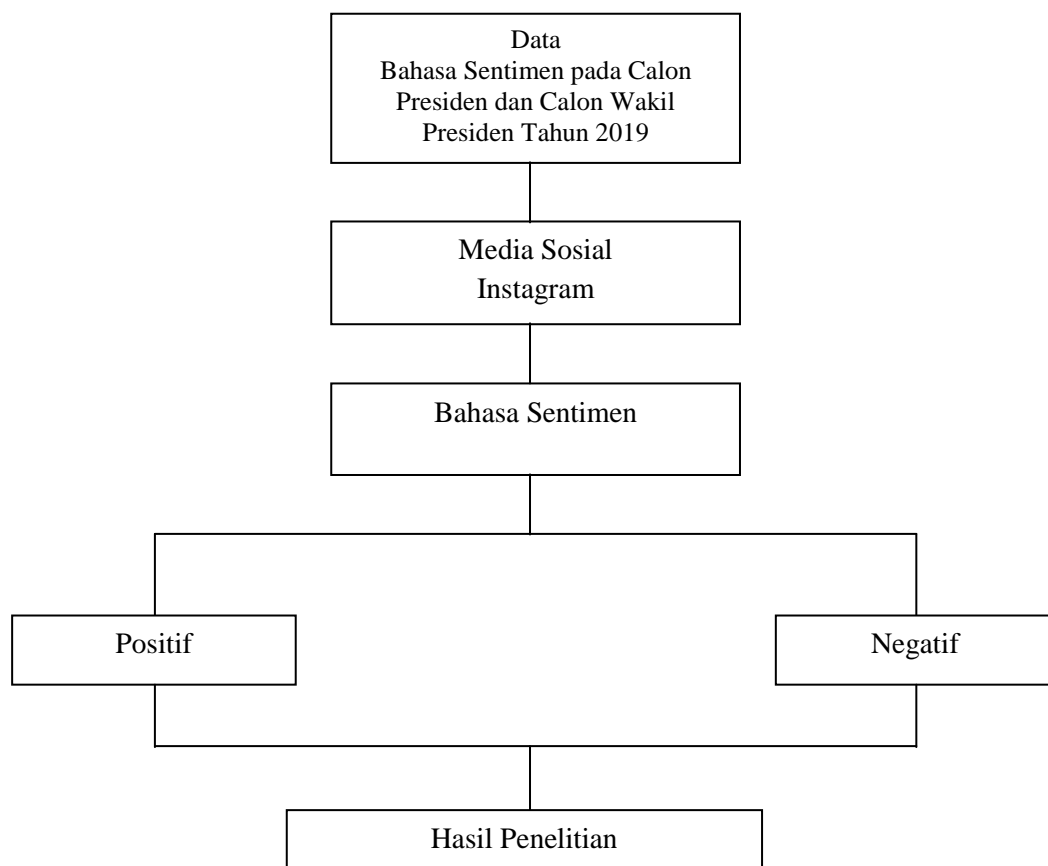 Data
Bahasa Sentimen pada Calon
Presiden dan Calon Wakil
Presiden Tahun 2019
Media Sosial
Instagram
Bahasa Sentimen
Positif
Negatif
Hasil Penelitian